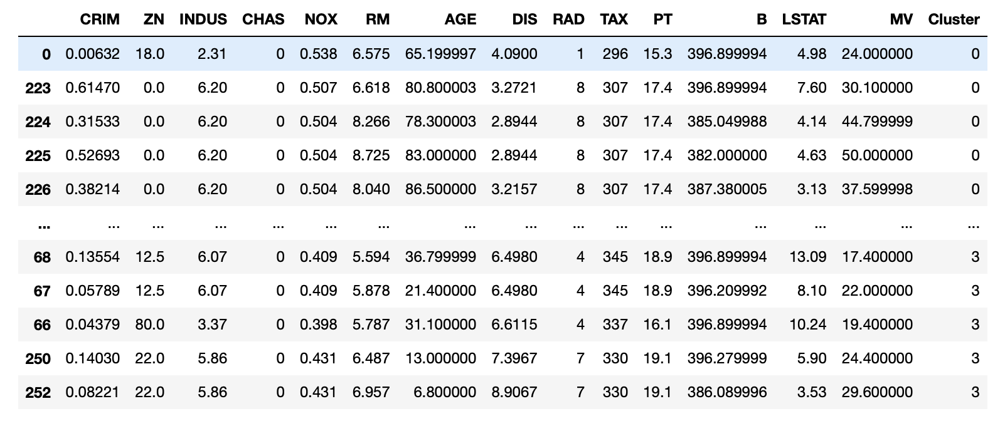 CRIM ZN INDUS CHAS NOX RM AGE DIS RAD TAX PT B LSTAT MV Cluster
0 0.00632 18.0 2.31 0 0.538 6.575 65.199997 4.0900 1 296 15.3 396.899994 4.98 24.000000 0
223 0.61470 0.0 6.20 0 0.507 6.618 80.800003 3.2721 8 307 17.4 396.899994 7.60 30.100000 0
224 0.31533 0.0 6.20 0 0.504 8.266 78.300003 2.8944 8 307 17.4 385.049988 4.14 44.799999 0
225 0.52693 0.0 6.20 0 0.504 8.725 83.000000 2.8944 8 307 17.4 382.000000 4.63 50.000000 0
226 0.38214 0.0 6.20 0 0.504 8.040 86.500000 3.2157 8 307 17.4 387.380005 3.13 37.599998 0
... ... ... ... ... ... ... ... ... ... ... ... ... ... ... ...
68 0.13554 12.5 6.07 0 0.409 5.594 36.799999 6.4980 4 345 18.9 396.899994 13.09 17.400000 3
67 0.05789 12.5 6.07 0 0.409 5.878 21.400000 6.4980 4 345 18.9 396.209992 8.10 22.000000 3
66 0.04379 80.0 3.37 0 0.398 5.787 31.100000 6.6115 4 337 16.1 396.899994 10.24 19.400000 3
250 0.14030 22.0 5.86 0 0.431 6.487 13.000000 7.3967 7 330 19.1 396.279999 5.90 24.400000 3
252 0.08221 22.0 5.86 0 0.431 6.957 6.800000 8.9067 7 330 19.1 386.089996 3.53 29.600000 3